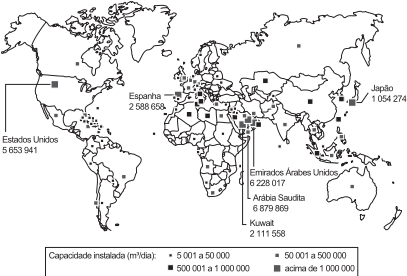 Japão
1 054 274
Espanha
2 588 658
Estados Unidos
5 653 941
Emirados Árabes Unidos
6 228 017
Arábia Saudita
6 879 869
Kuwait
2 111 558
Capacidade instalada (m³/dia): 5 001 a 50 000 50 001 a 500 000
500 001 a 1 000 000 acima de 1 000 000